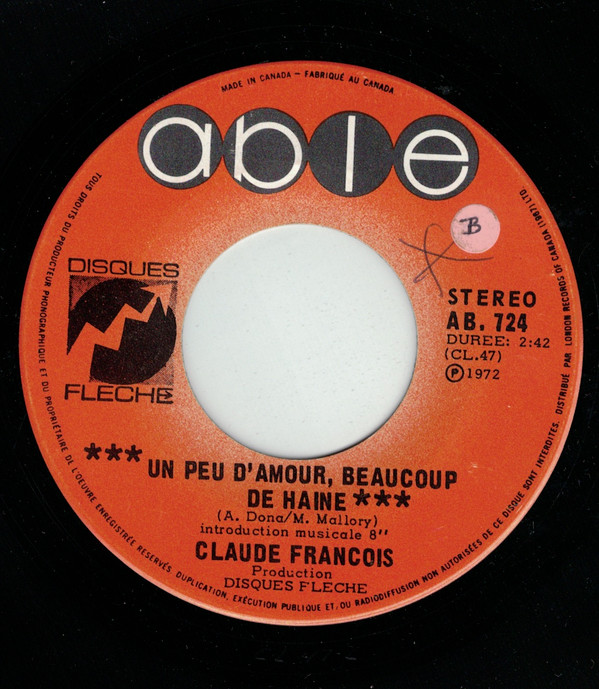 MADE IN CANADA – FABRIQUÉ AU CANADA
able
B
DISQUES
FLECHE
STEREO
AB. 724
DUREE: 2:42
(CL.47)
Ⓟ 1972
*** UN PEU D'AMOUR, BEAUCOUP
DE HAINE ***
(A. Dona/M. Mallory)
introduction musicale 8"
CLAUDE FRANCOIS
Production
DISQUES FLECHE
TOUS DROITS DU PRODUCTEUR PHONOGRAPHIQUE ET DU PROPRIÉTAIRE DE L'OEUVRE ENREGISTRÉE RESERVÉS. DUPLICATION, EXÉCUTION PUBLIQUE ET/OU RADIODIFFUSION NON AUTORISÉES DE CE DISQUE SONT INTERDITES. DISTRIBUÉ PAR LONDON RECORDS OF CANADA (1967) LTD